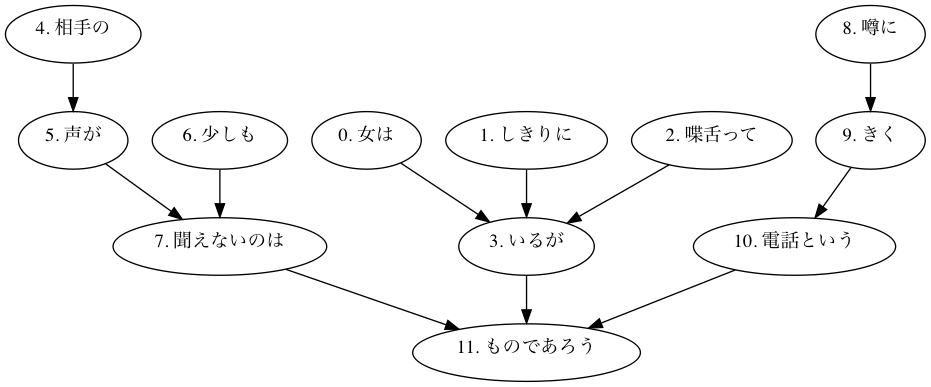 4. 相手の
8. 噂に
5. 声が
6. 少しも
0. 女は
1. しきりに
2. 喋舌って
9. きく
7. 聞えないのは
3. いるが
10. 電話という
11. ものであろう